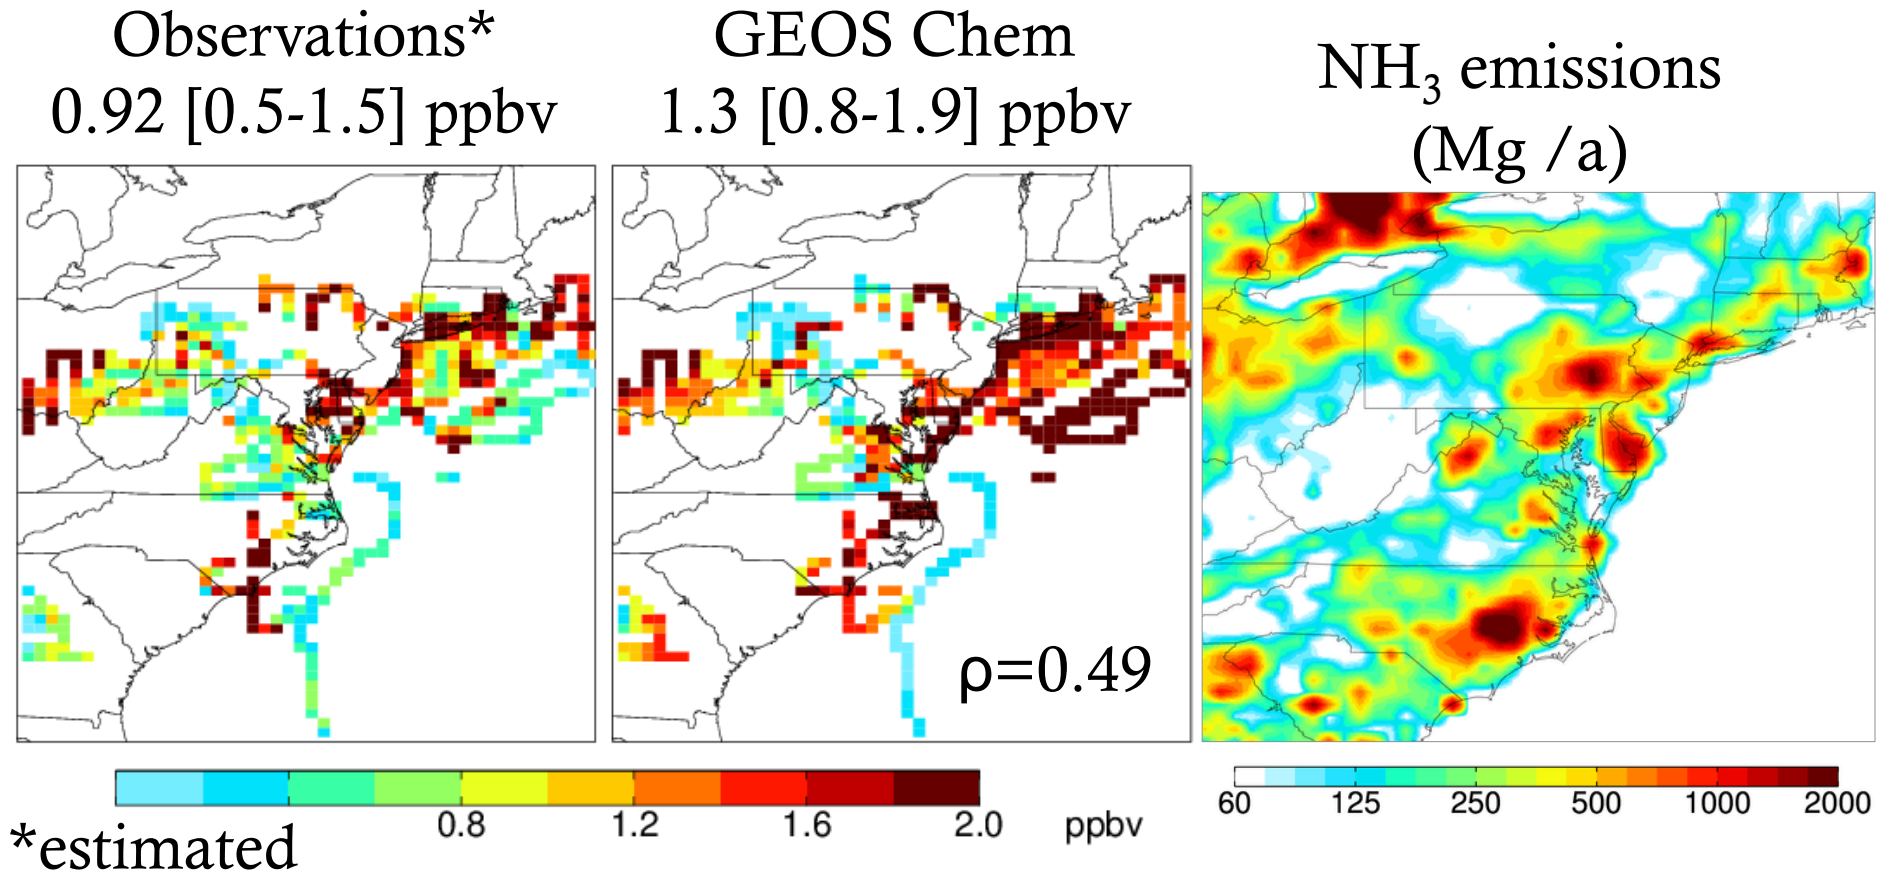 Observations*
0.92 [0.5-1.5] ppbv
GEOS Chem
1.3 [0.8-1.9] ppbv
NH₃ emissions
(Mg /a)
ρ=0.49
0.8 1.2 1.6 2.0 ppbv
*estimated
60 125 250 500 1000 2000